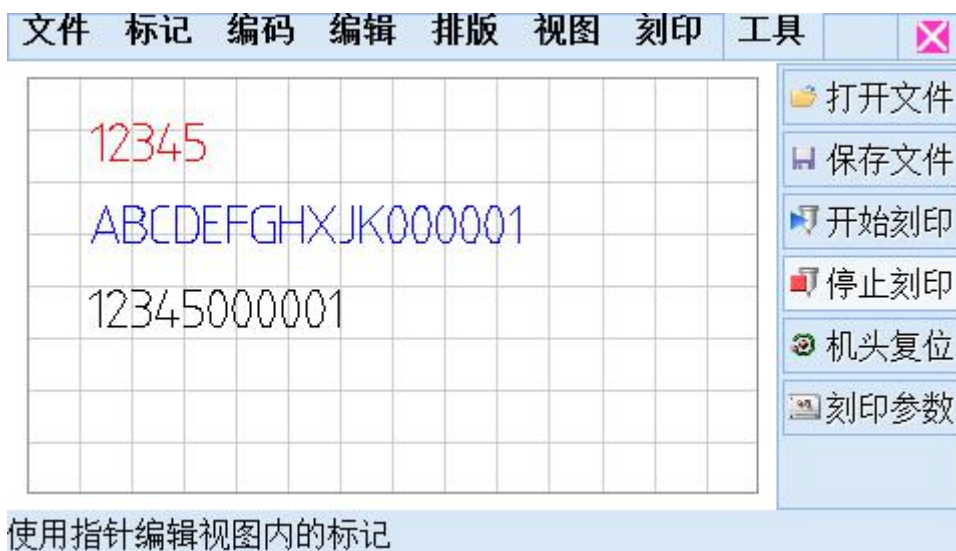 文件 标记 编码 编辑 排版 视图 刻印 工具
12345
ABCDEFGHXJK000001
12345000001
打开文件
保存文件
开始刻印
停止刻印
机头复位
刻印参数
使用指针编辑视图内的标记